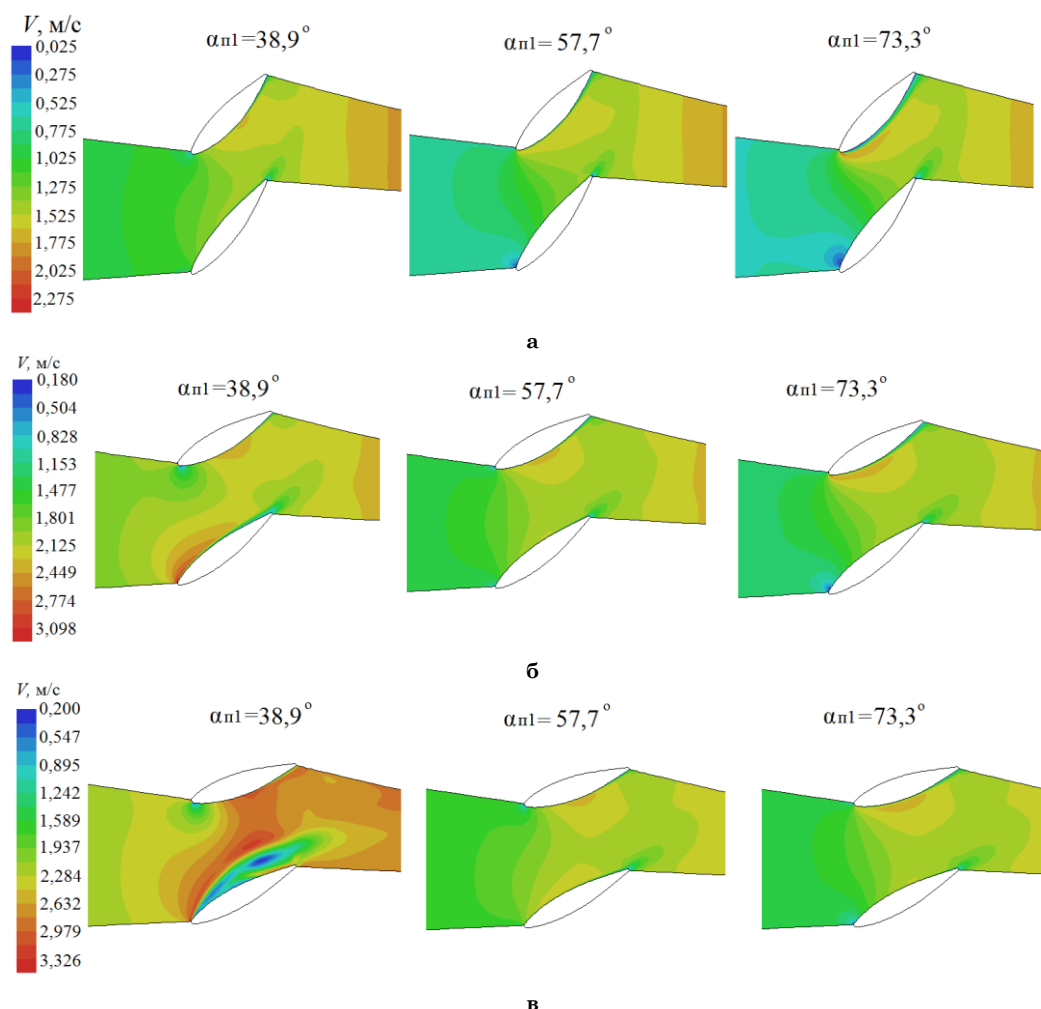 V, м/с
αп1=38,9°
αп1= 57,7°
αп1=73,3°
0,025
0,275
0,525
0,775
1,025
1,275
1,525
1,775
2,025
2,275
а
V, м/с
αп1=38,9°
αп1= 57,7°
αп1=73,3°
0,180
0,504
0,828
1,153
1,477
1,801
2,125
2,449
2,774
3,098
б
V, м/с
αп1=38,9°
αп1= 57,7°
αп1=73,3°
0,200
0,547
0,895
1,242
1,589
1,937
2,284
2,632
2,979
3,326
в